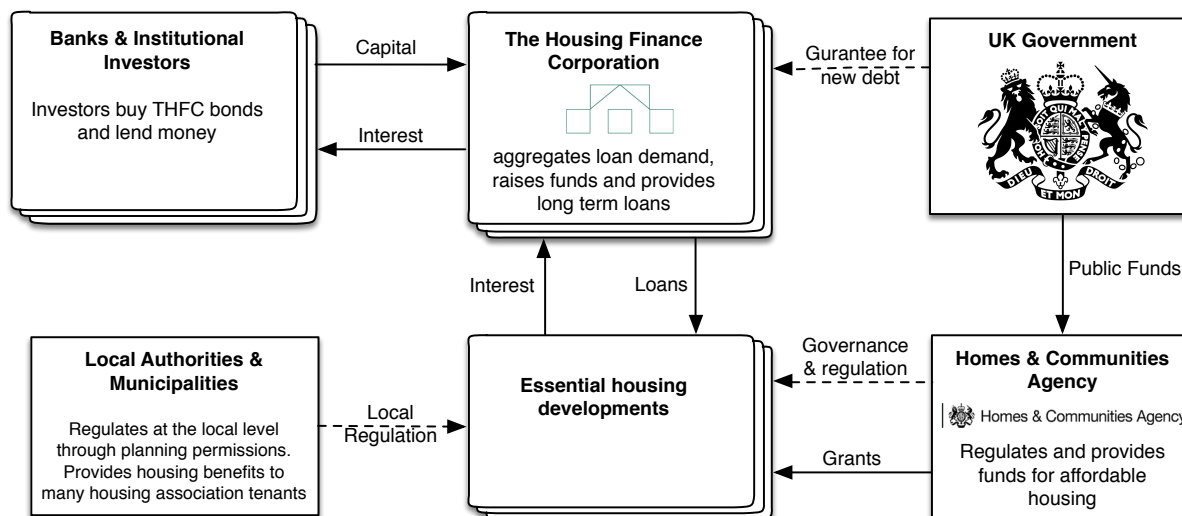 Banks & Institutional
Investors
Investors buy THFC bonds
and lend money
Capital
Interest
The Housing Finance
Corporation
aggregates loan demand,
raises funds and provides
long term loans
Gurantee for
new debt
UK Government
DIEU ET MON DROIT
Interest
Loans
Public Funds
Local Authorities &
Municipalities
Regulates at the local level
through planning permissions.
Provides housing benefits to
many housing association tenants
Local
Regulation
Essential housing
developments
Governance
& regulation
Grants
Homes & Communities
Agency
Homes & Communities Agency
Regulates and provides
funds for affordable
housing